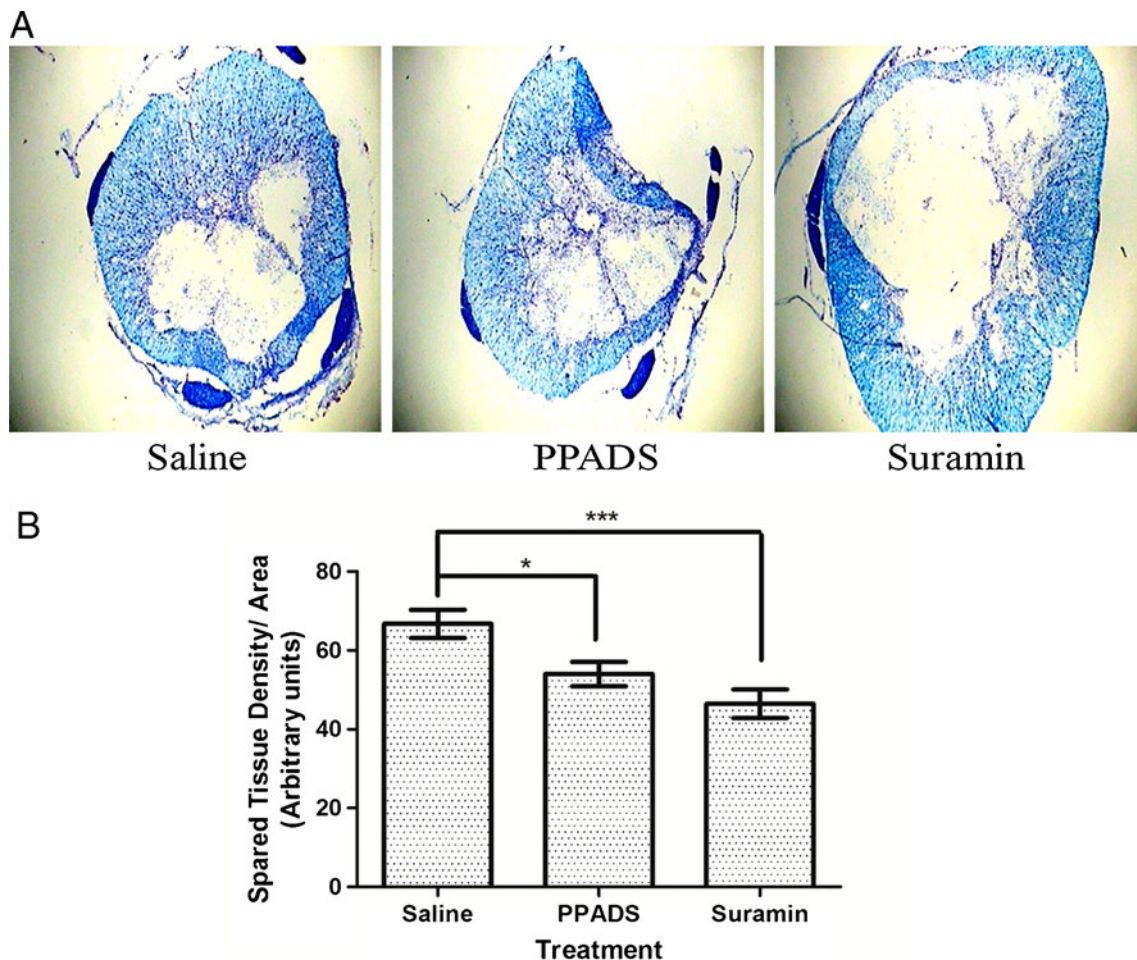 A
Saline PPADS Suramin
B
***
*
Spared Tissue Density/ Area
(Arbitrary units)
80
60
40
20
0
Saline PPADS Suramin
Treatment